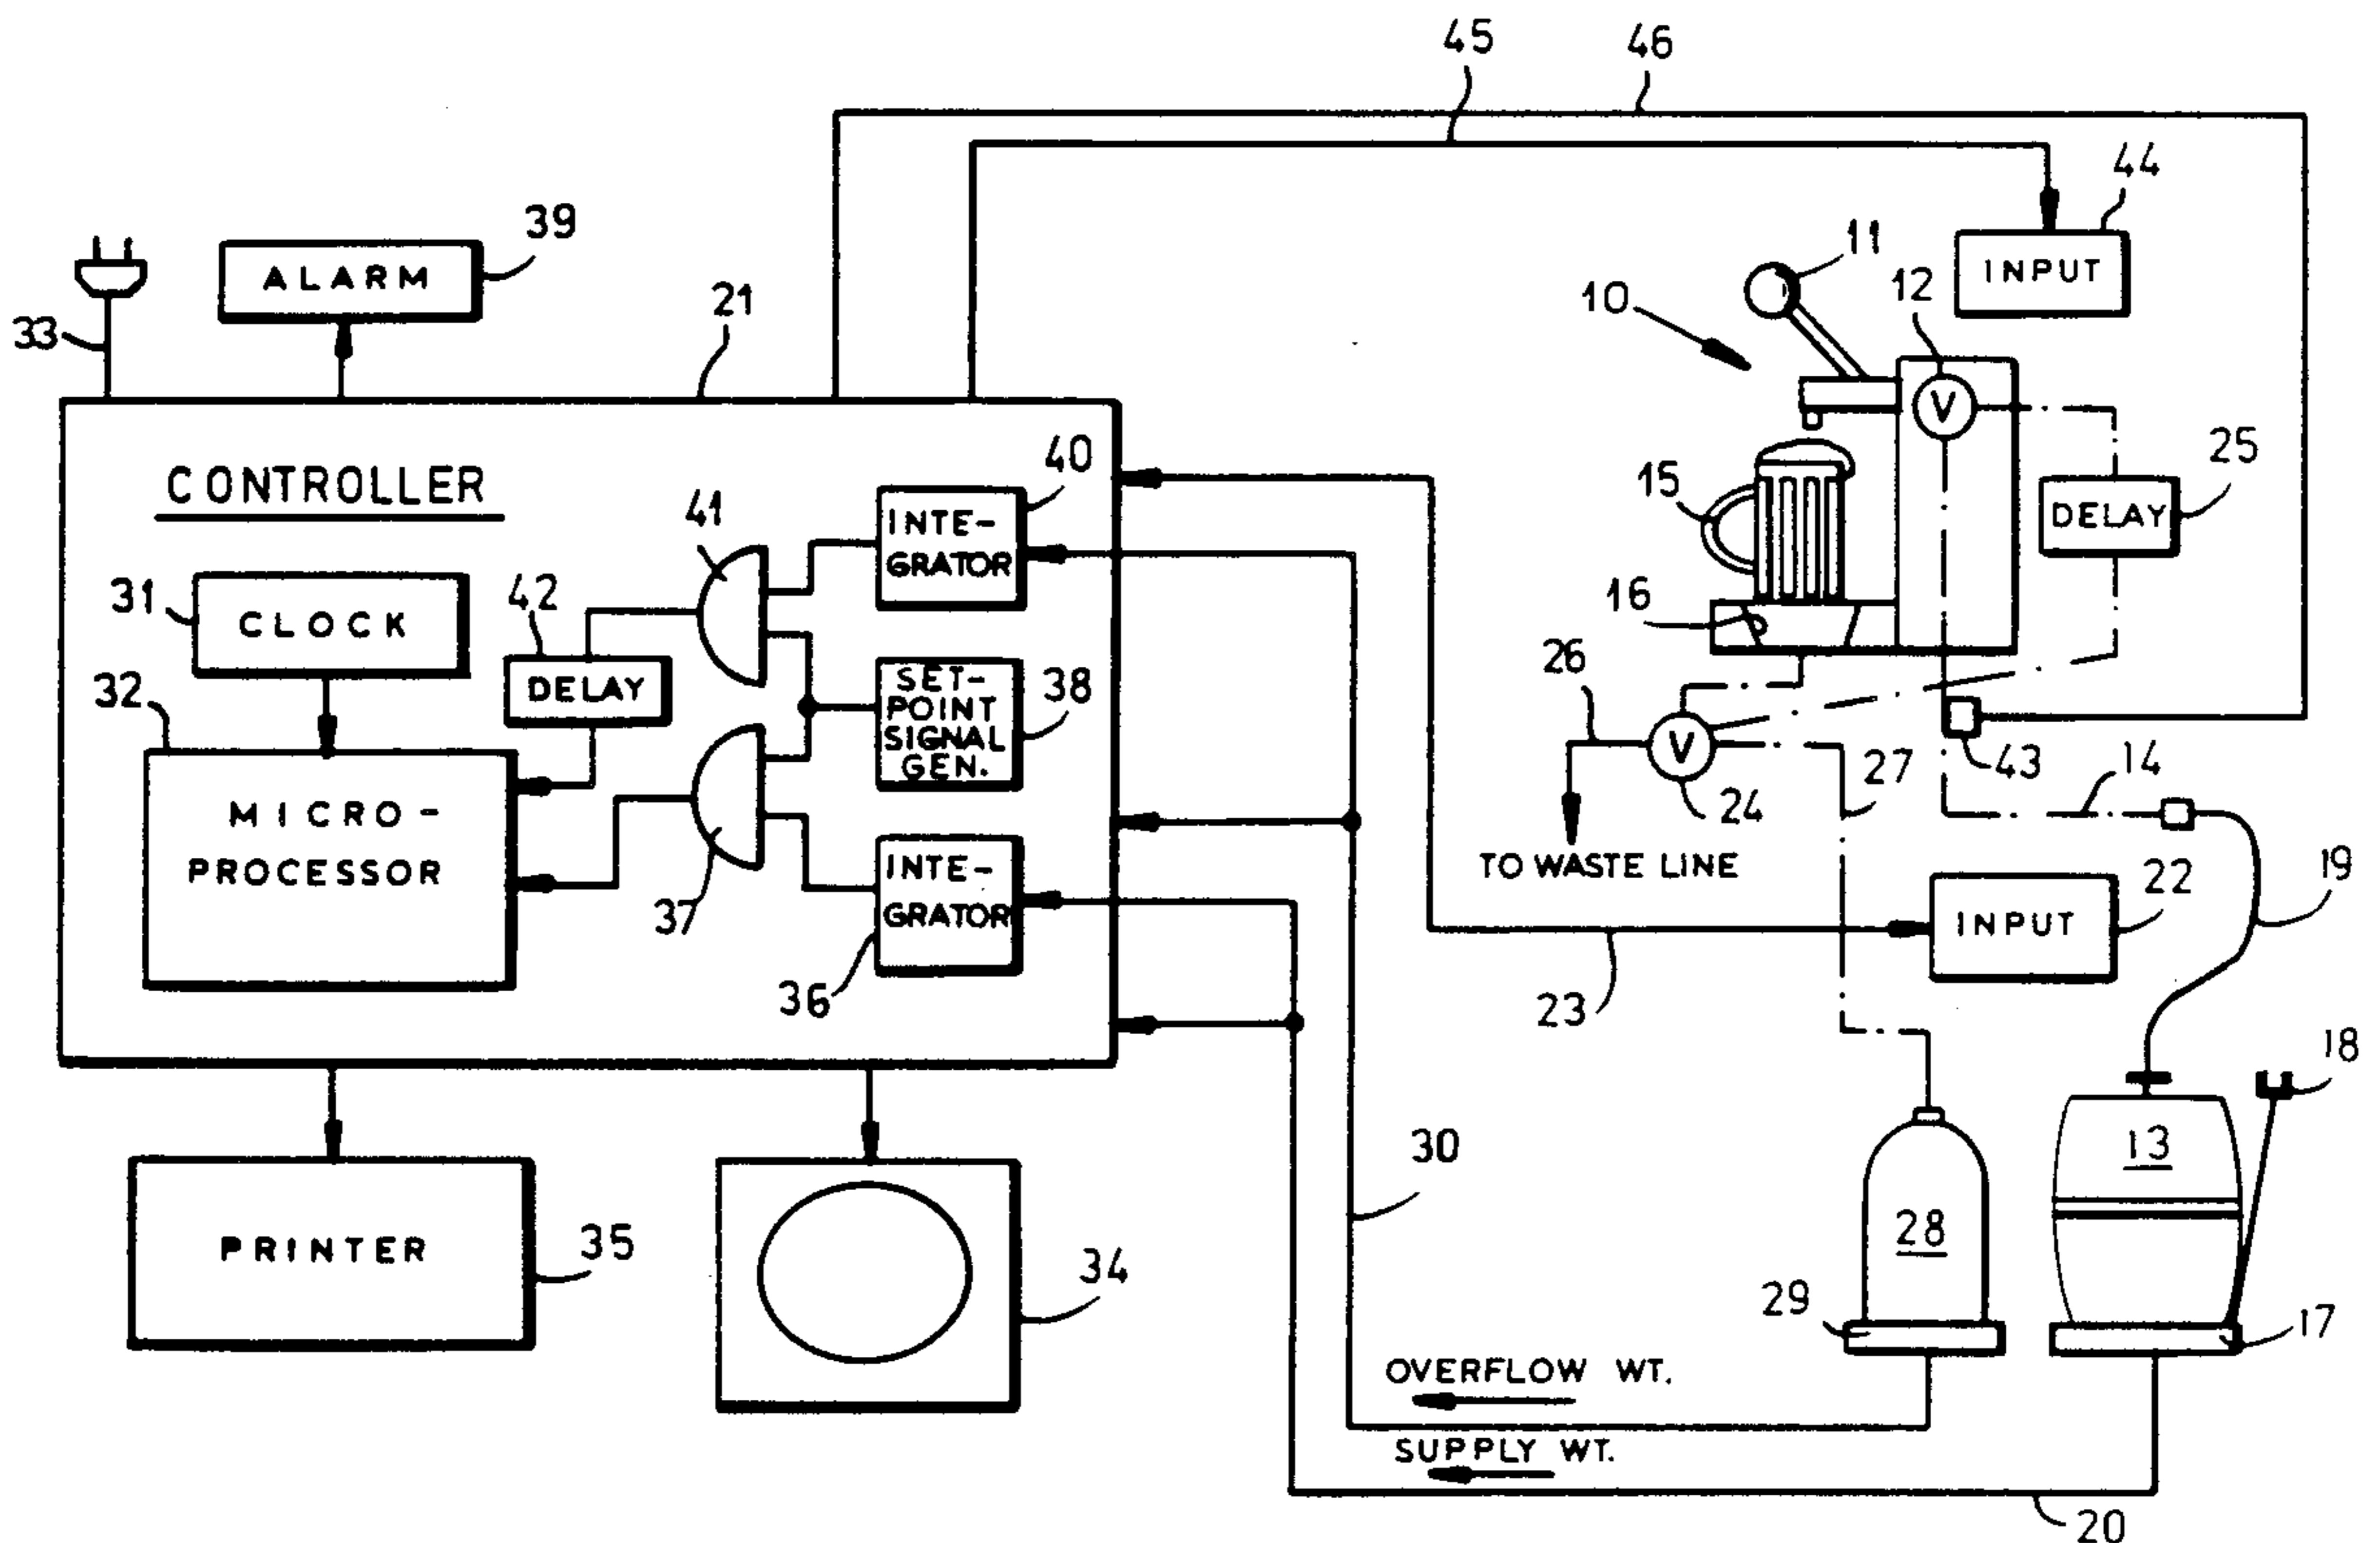 45
46
44
39
ALARM
33
21
INPUT
11
12
10
V
CONTROLLER
40
25
41
INTE-
GRATOR
15
DELAY
31
CLOCK
42
16
32
DELAY
SET-
POINT
SIGNAL
GEN.
38
26
V
24
27
43
14
MICRO-
PROCESSOR
TO WASTE LINE
37
INTE-
GRATOR
36
22
INPUT
19
23
18
13
30
PRINTER
35
28
34
29
17
OVERFLOW WT.
SUPPLY WT.
20